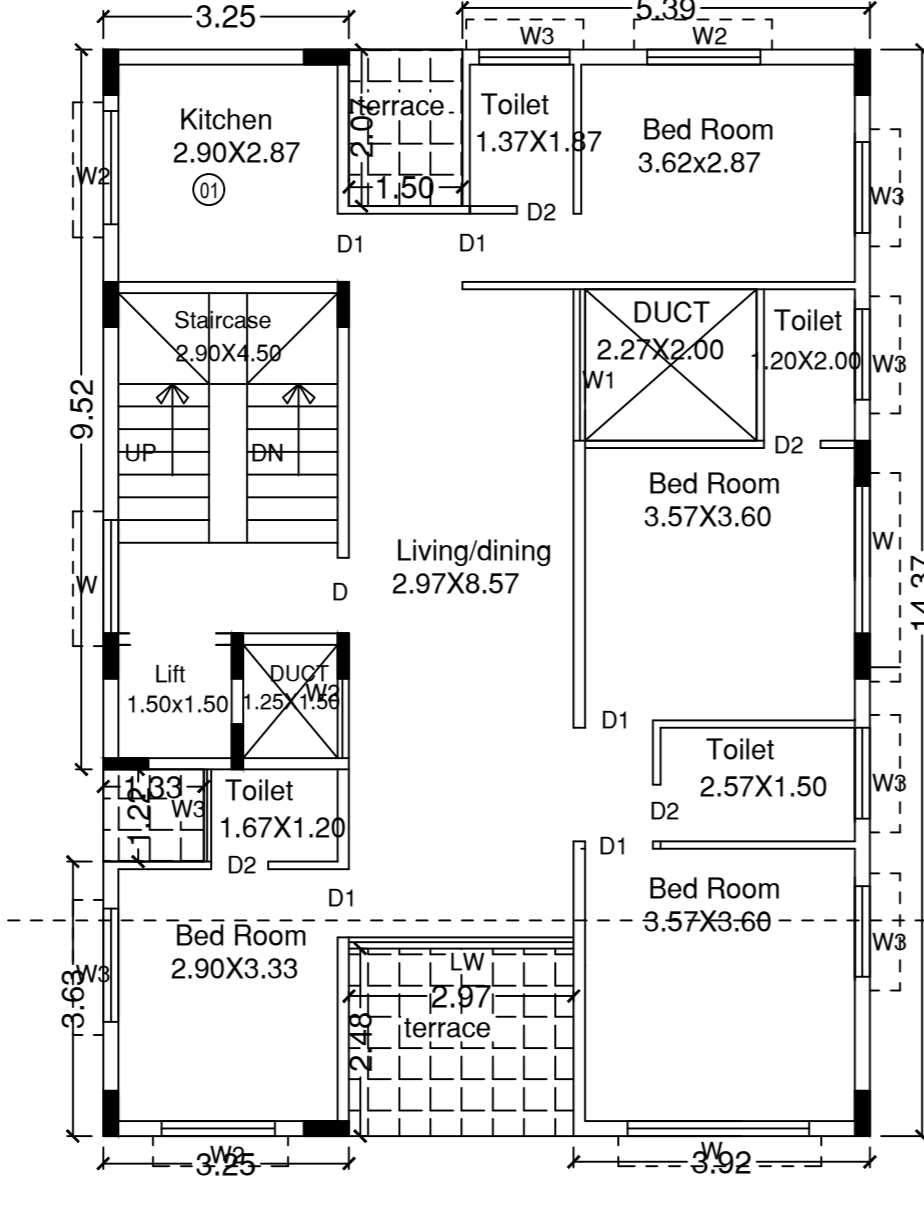 3.25
5.39
W3
W2
Kitchen
2.90X2.87
01
W2
terrace
2.07
1.50
Toilet
1.37X1.87
Bed Room
3.62x2.87
W3
D2
D1
D1
Staircase
2.90X4.50
UP
DN
9.52
DUCT
2.27X2.00
W1
Toilet
1.20X2.00
W3
D2
Bed Room
3.57X3.60
W
Living/dining
2.97X8.57
14.37
W
D
Lift
1.50x1.50
DUCT
1.25X1.50
W2
D1
Toilet
2.57X1.50
W3
D2
1.33
1.22
W3
Toilet
1.67X1.20
D2
D1
D1
Bed Room
3.57X3.60
W3
Bed Room
2.90X3.33
W3
3.63
LW
2.97
terrace
2.48
W2
3.25
W
3.92